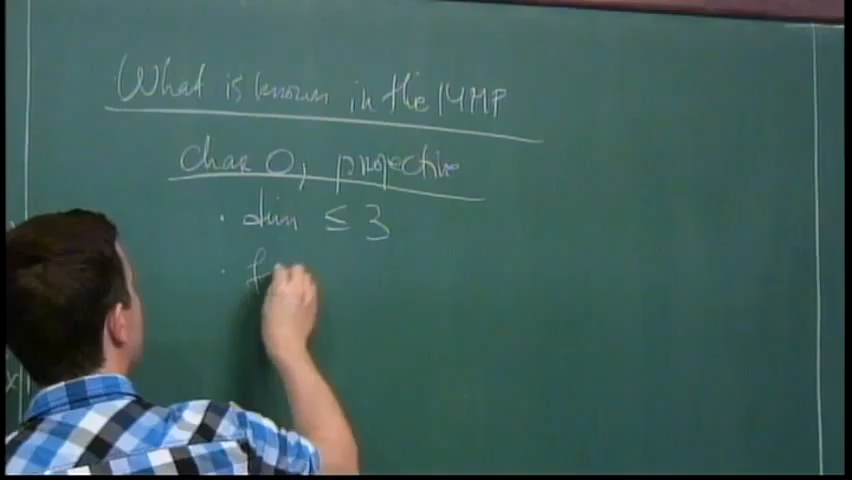 What is known in the MMP
char 0, projective
· dim ≤ 3
· f